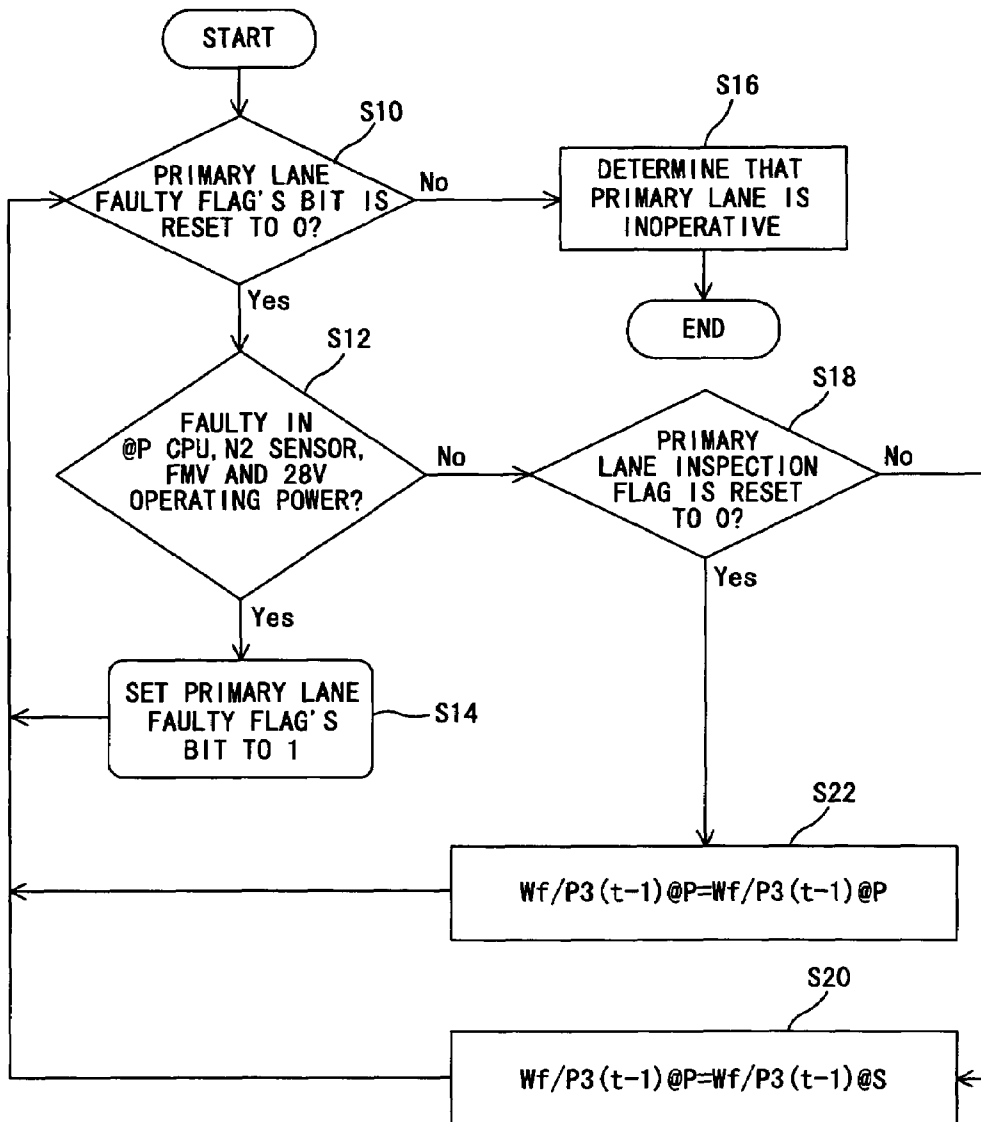 START
S10
PRIMARY LANE
FAULTY FLAG'S BIT IS
RESET TO 0?
No
Yes
S16
DETERMINE THAT
PRIMARY LANE IS
INOPERATIVE
END
S12
FAULTY IN
@P CPU, N2 SENSOR,
FMV AND 28V
OPERATING POWER?
No
Yes
S18
PRIMARY
LANE INSPECTION
FLAG IS RESET
TO 0?
No
Yes
SET PRIMARY LANE
FAULTY FLAG'S
BIT TO 1
S14
S22
Wf/P3(t-1)@P=Wf/P3(t-1)@P
S20
Wf/P3(t-1)@P=Wf/P3(t-1)@S